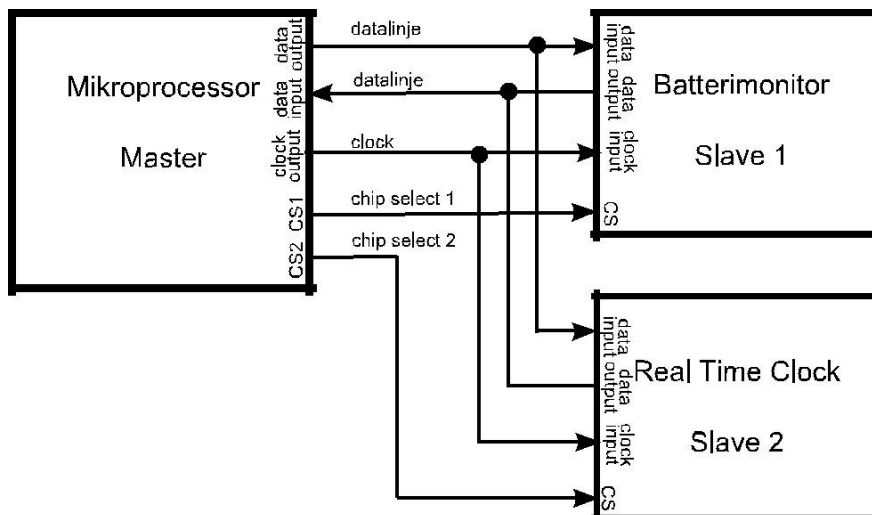 Mikroprocessor
Master
data
output
data
input
clock
output
CS1
CS2
datalinje
datalinje
clock
chip select 1
chip select 2
data
input
data
output
clock
input
CS
Batterimonitor
Slave 1
data
input
data
output
clock
input
CS
Real Time Clock
Slave 2